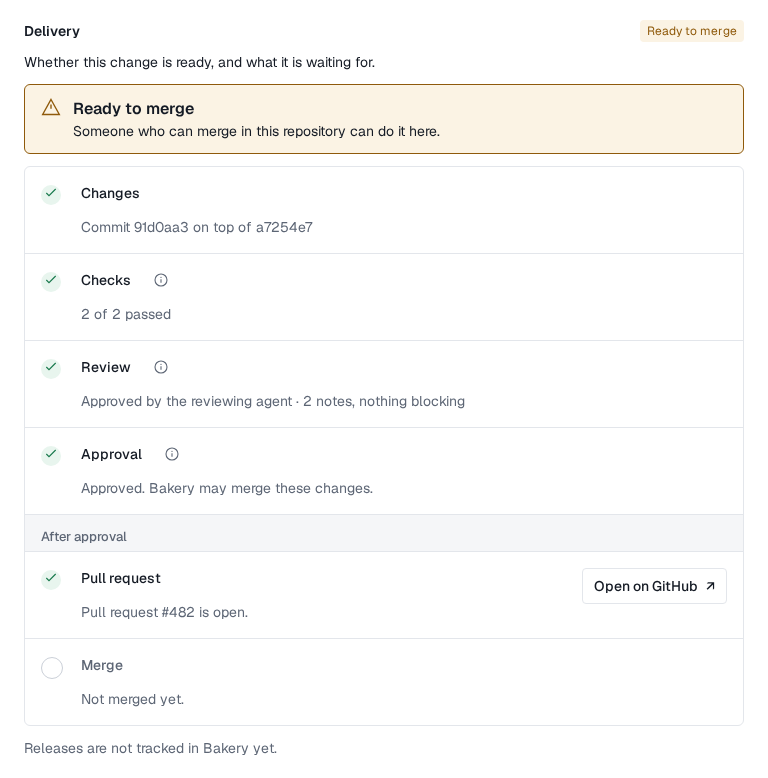 Delivery
Ready to merge
Whether this change is ready, and what it is waiting for.
Ready to merge
Someone who can merge in this repository can do it here.
Changes
Commit 91d0aa3 on top of a7254e7
Checks
2 of 2 passed
Review
Approved by the reviewing agent · 2 notes, nothing blocking
Approval
Approved. Bakery may merge these changes.
After approval
Pull request
Open on GitHub
Pull request #482 is open.
Merge
Not merged yet.
Releases are not tracked in Bakery yet.